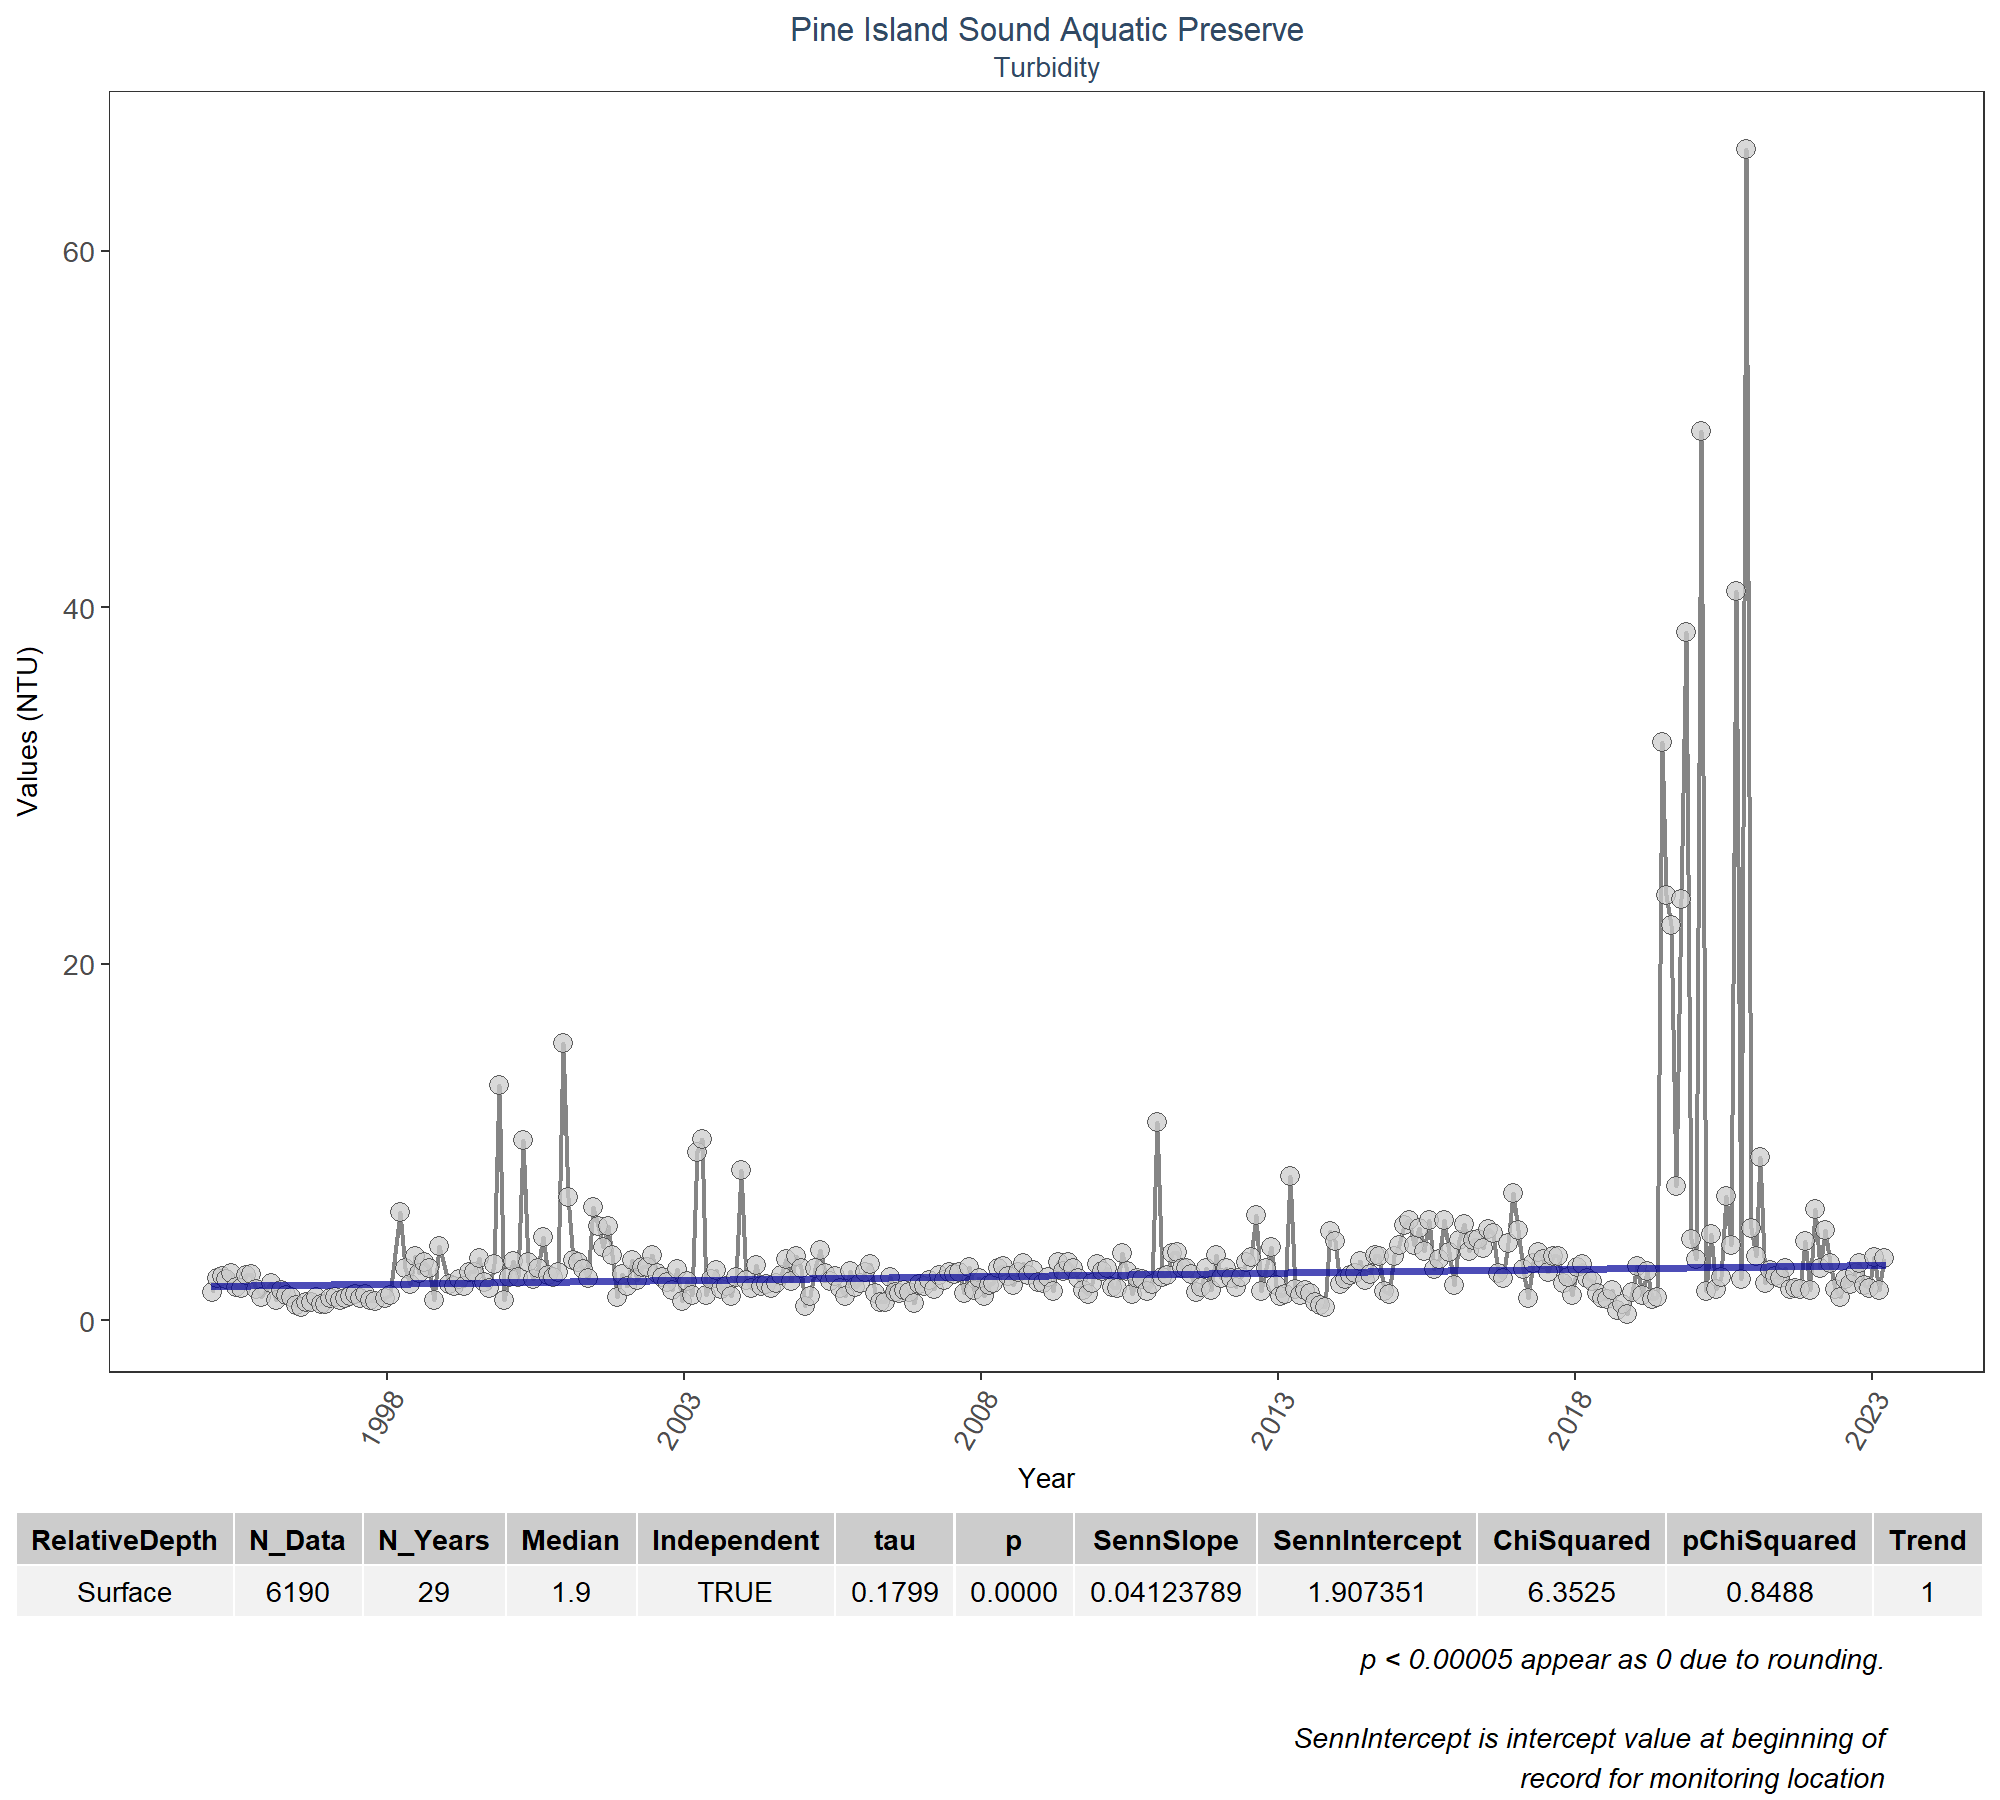 Pine Island Sound Aquatic Preserve
Turbidity
Values (NTU)
60
40
20
0
1998 2003 2008 2013 2018 2023
Year
RelativeDepth N_Data N_Years Median Independent tau p SennSlope SennIntercept ChiSquared pChiSquared Trend
Surface 6190 29 1.9 TRUE 0.1799 0.0000 0.04123789 1.907351 6.3525 0.8488 1
p < 0.00005 appear as 0 due to rounding.
SennIntercept is intercept value at beginning of
record for monitoring location